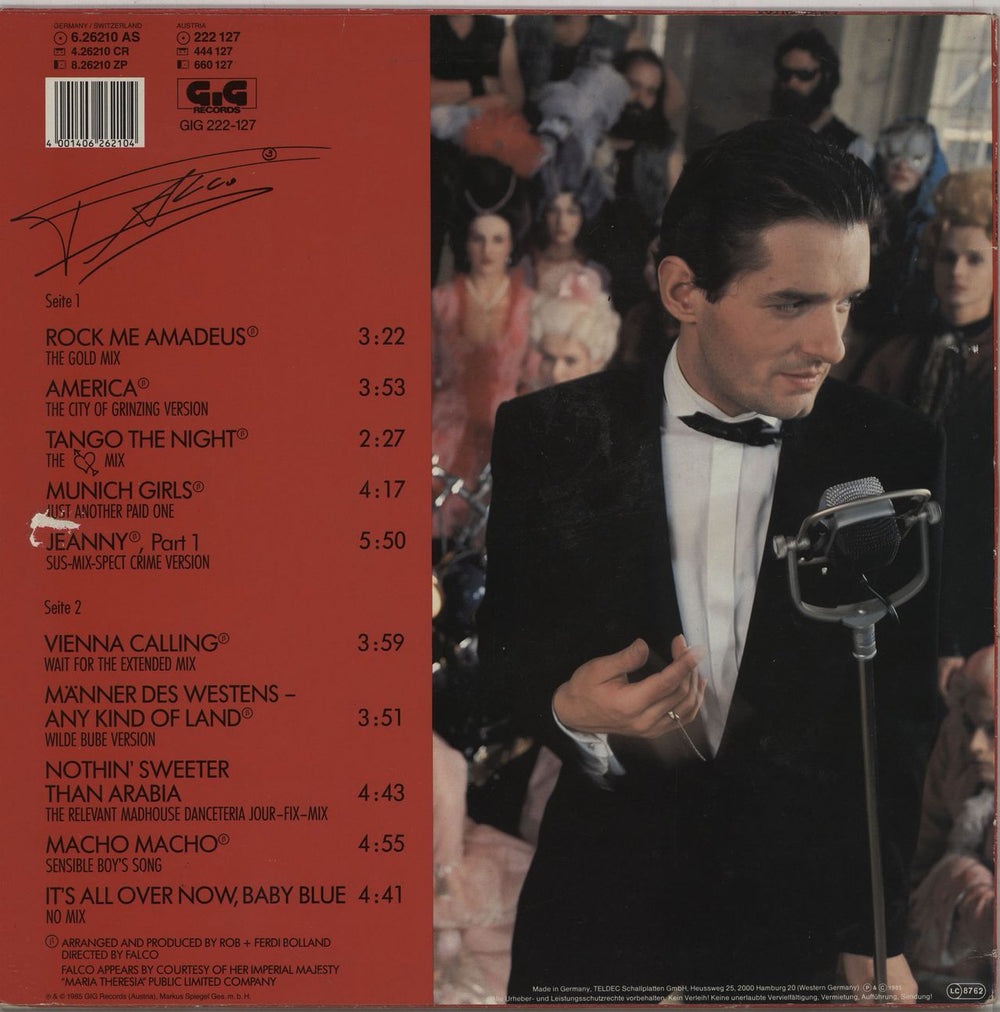 GERMANY / SWITZERLAND
6.26210 AS
4.26210 CR
8.26210 ZP
AUSTRIA
222 127
444 127
660 127
4 001406 262104
GiG
RECORDS
GIG 222-127
Falco 3
Seite 1
ROCK ME AMADEUS Ⓑ 3:22
THE GOLD MIX
AMERICA Ⓑ 3:53
THE CITY OF GRINZING VERSION
TANGO THE NIGHT Ⓑ 2:27
THE MIX
MUNICH GIRLS Ⓑ 4:17
JUST ANOTHER PAID ONE
JEANNY Ⓑ, Part 1 5:50
SUS-MIX-SPECT CRIME VERSION
Seite 2
VIENNA CALLING Ⓑ 3:59
WAIT FOR THE EXTENDED MIX
MÄNNER DES WESTENS –
ANY KIND OF LAND Ⓑ 3:51
WILDE BUBE VERSION
NOTHIN' SWEETER
THAN ARABIA 4:43
THE RELEVANT MADHOUSE DANCETERIA JOUR–FIX–MIX
MACHO MACHO Ⓑ 4:55
SENSIBLE BOY'S SONG
IT'S ALL OVER NOW, BABY BLUE 4:41
NO MIX
Ⓑ ARRANGED AND PRODUCED BY ROB + FERDI BOLLAND
DIRECTED BY FALCO
FALCO APPEARS BY COURTESY OF HER IMPERIAL MAJESTY
"MARIA THERESIA" PUBLIC LIMITED COMPANY
℗ & © 1985 GIG Records (Austria), Markus Spiegel Ges. m. b. H.
Made in Germany, TELDEC Schallplatten GmbH, Heussweg 25, 2000 Hamburg 20 (Western Germany) ℗ & © 1985
Urheber- und Leistungsschutzrechte vorbehalten. Kein Verleih! Keine unerlaubte Vervielfältigung, Vermietung, Aufführung, Sendung!
LC 8762